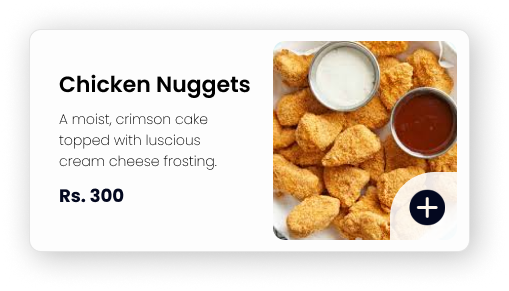 Chicken Nuggets
A moist, crimson cake
topped with luscious
cream cheese frosting.
Rs. 300